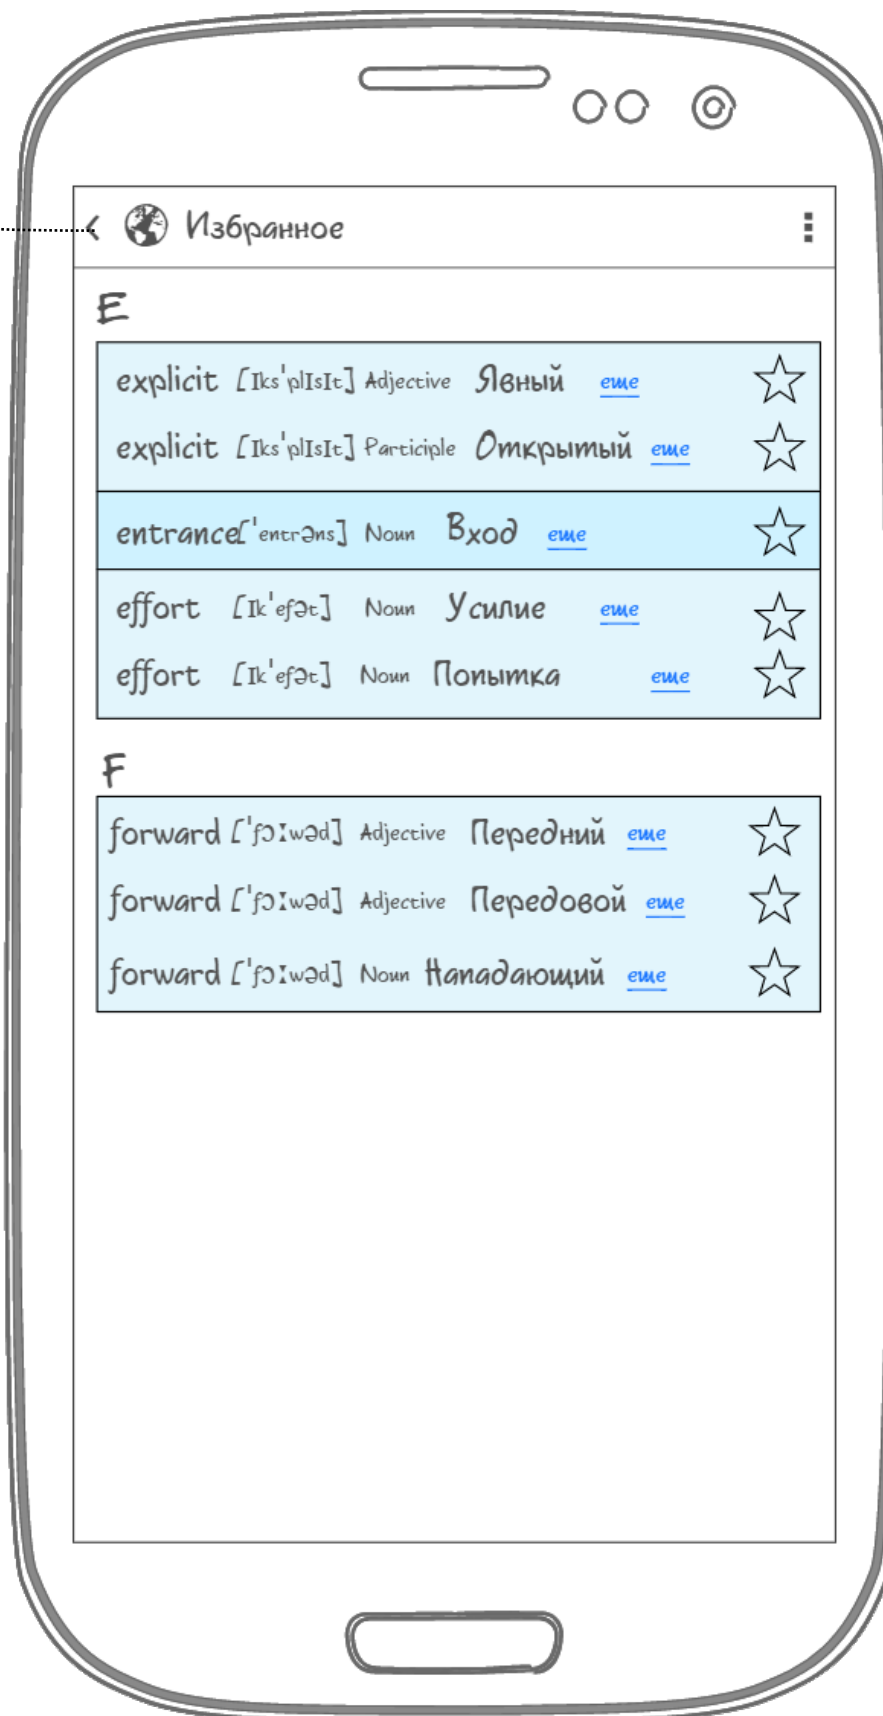 Избранное
E
explicit [Iks'plIsIt] Adjective Явный еще
explicit [Iks'plIsIt] Participle Открытый еще
entrance['entrəns] Noun Вход еще
effort [Ik'efət] Noun Усилие еще
effort [Ik'efət] Noun Попытка еще
F
forward ['fɔːwəd] Adjective Передний еще
forward ['fɔːwəd] Adjective Передовой еще
forward ['fɔːwəd] Noun Нападающий еще